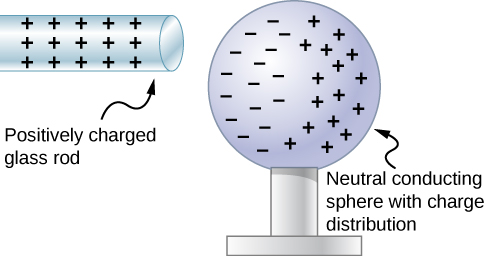 Positively charged
glass rod
Neutral conducting
sphere with charge
distribution